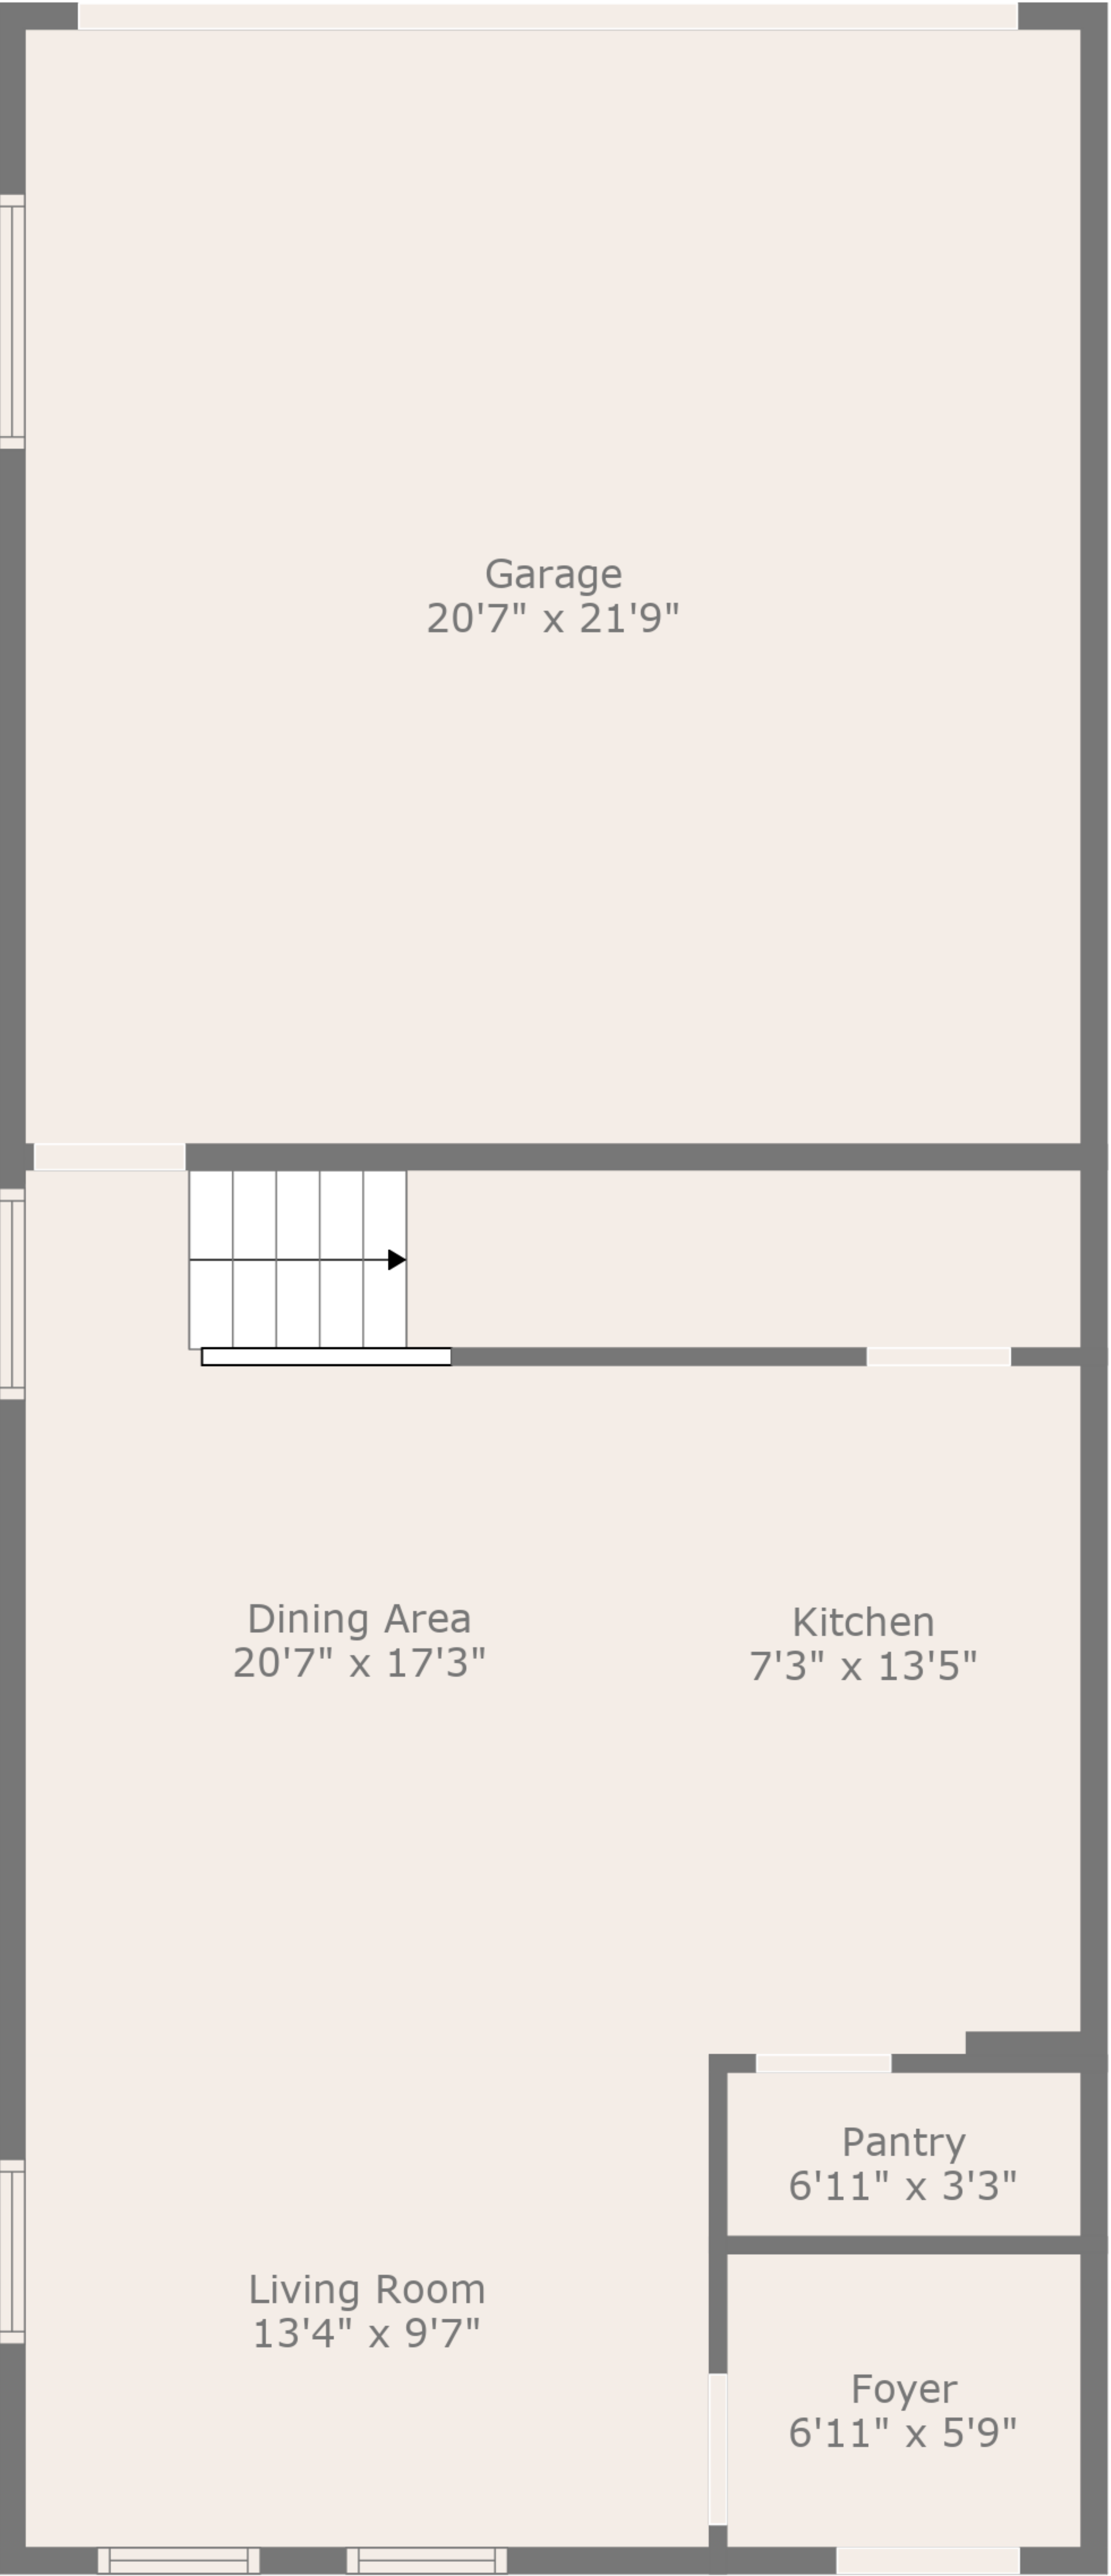 Garage
20'7" x 21'9"
Dining Area
20'7" x 17'3"
Kitchen
7'3" x 13'5"
Pantry
6'11" x 3'3"
Living Room
13'4" x 9'7"
Foyer
6'11" x 5'9"